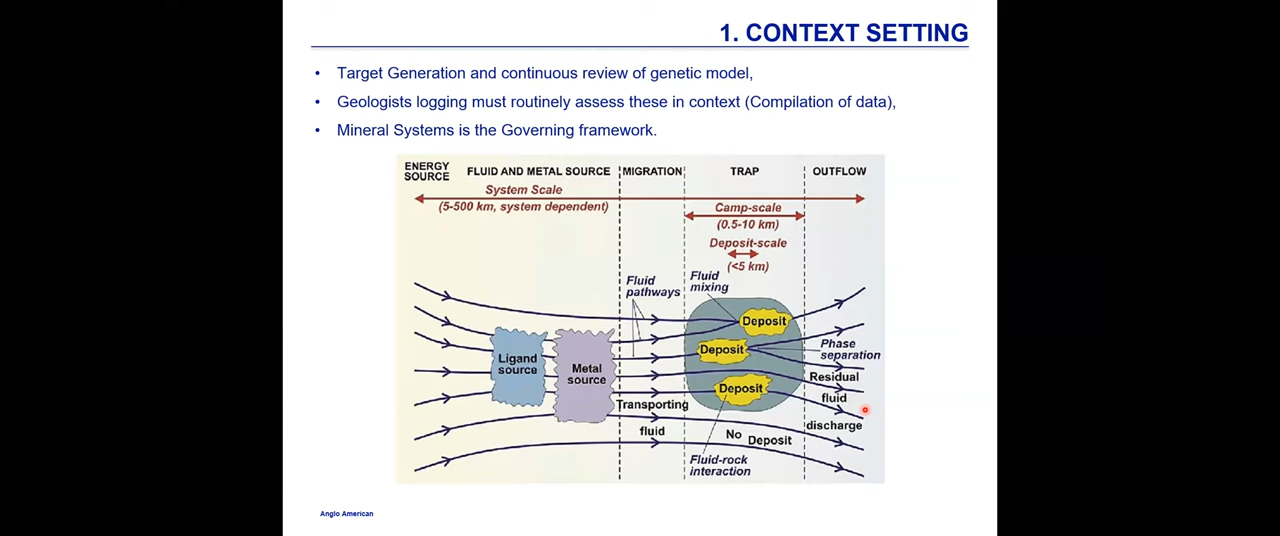 1. CONTEXT SETTING
• Target Generation and continuous review of genetic model,
• Geologists logging must routinely assess these in context (Compilation of data),
• Mineral Systems is the Governing framework.
ENERGY
SOURCE
FLUID AND METAL SOURCE
MIGRATION
TRAP
OUTFLOW
System Scale
(5-500 km, system dependent)
Camp-scale
(0.5-10 km)
Deposit-scale
(<5 km)
Fluid
pathways
Fluid
mixing
Deposit
Deposit
Phase
separation
Ligand
source
Metal
source
Deposit
Residual
fluid
discharge
Transporting
fluid
No Deposit
Fluid-rock
interaction
Anglo American